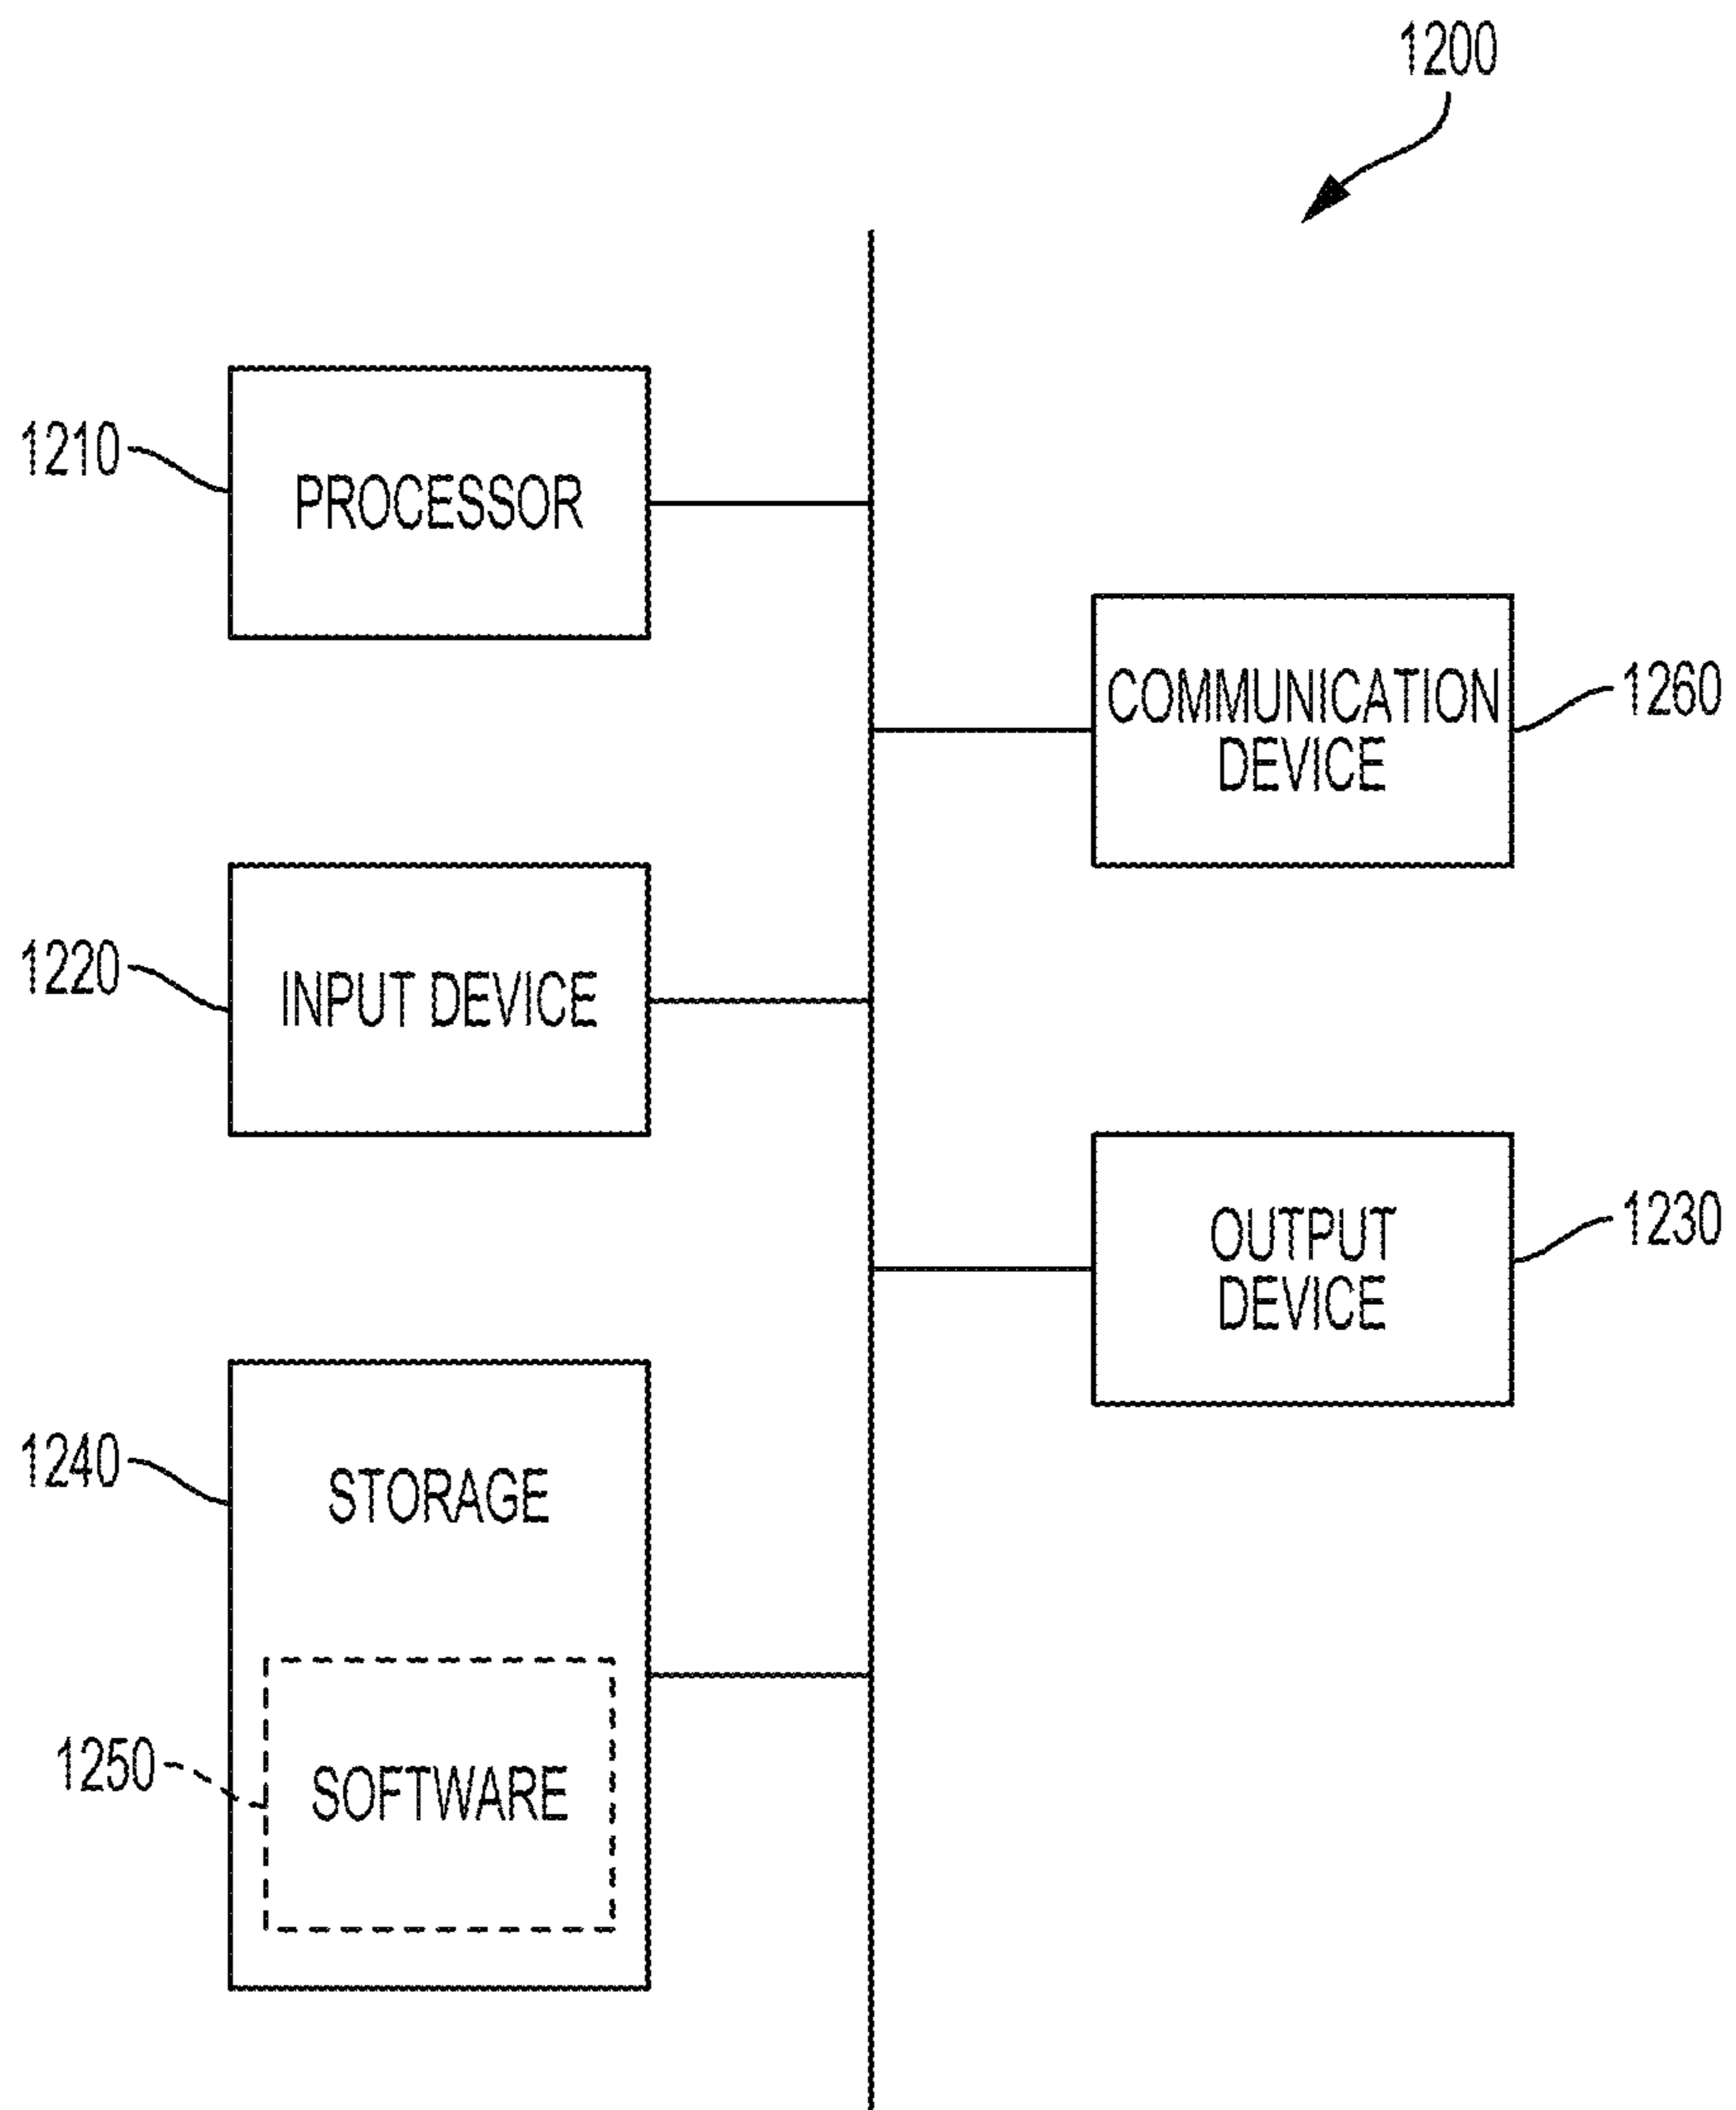 1200
1210
PROCESSOR
COMMUNICATION
DEVICE
1260
1220
INPUT DEVICE
OUTPUT
DEVICE
1230
1240
STORAGE
1250
SOFTWARE